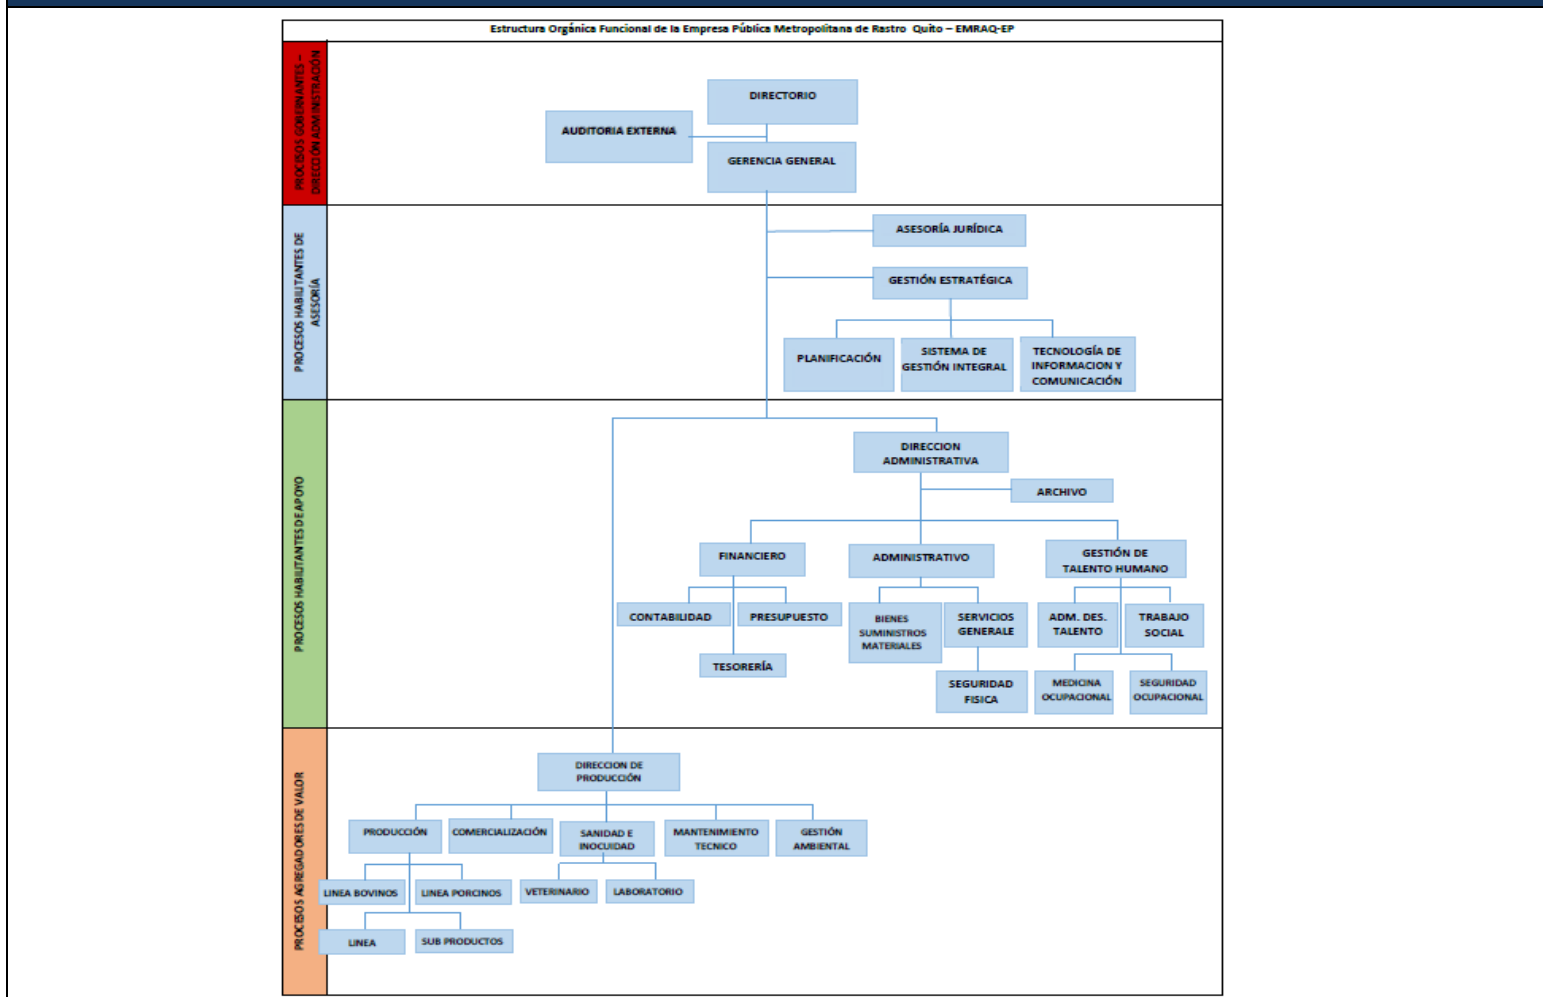 Estructura Orgánica Funcional de la Empresa Pública Metropolitana de Rastro Quito – EMRAQ-EP
PROCESOS GOBERNANTES –
DIRECCIÓN ADMINISTRACIÓN
DIRECTORIO
AUDITORIA EXTERNA
GERENCIA GENERAL
PROCESOS HABILITANTES DE
ASESORÍA
ASESORÍA JURÍDICA
GESTIÓN ESTRATÉGICA
PLANIFICACIÓN
SISTEMA DE
GESTIÓN INTEGRAL
TECNOLOGÍA DE
INFORMACION Y
COMUNICACIÓN
PROCESOS HABILITANTES DE APOYO
DIRECCION
ADMINISTRATIVA
ARCHIVO
FINANCIERO
ADMINISTRATIVO
GESTIÓN DE
TALENTO HUMANO
CONTABILIDAD
PRESUPUESTO
TESORERÍA
BIENES
SUMINISTROS
MATERIALES
SERVICIOS
GENERALE
SEGURIDAD
FISICA
ADM. DES.
TALENTO
TRABAJO
SOCIAL
MEDICINA
OCUPACIONAL
SEGURIDAD
OCUPACIONAL
PROCESOS AGREGADORES DE VALOR
DIRECCION DE
PRODUCCIÓN
PRODUCCIÓN
COMERCIALIZACIÓN
SANIDAD E
INOCUIDAD
MANTENIMIENTO
TECNICO
GESTIÓN
AMBIENTAL
LINEA BOVINOS
LINEA PORCINOS
VETERINARIO
LABORATORIO
LINEA
SUB PRODUCTOS